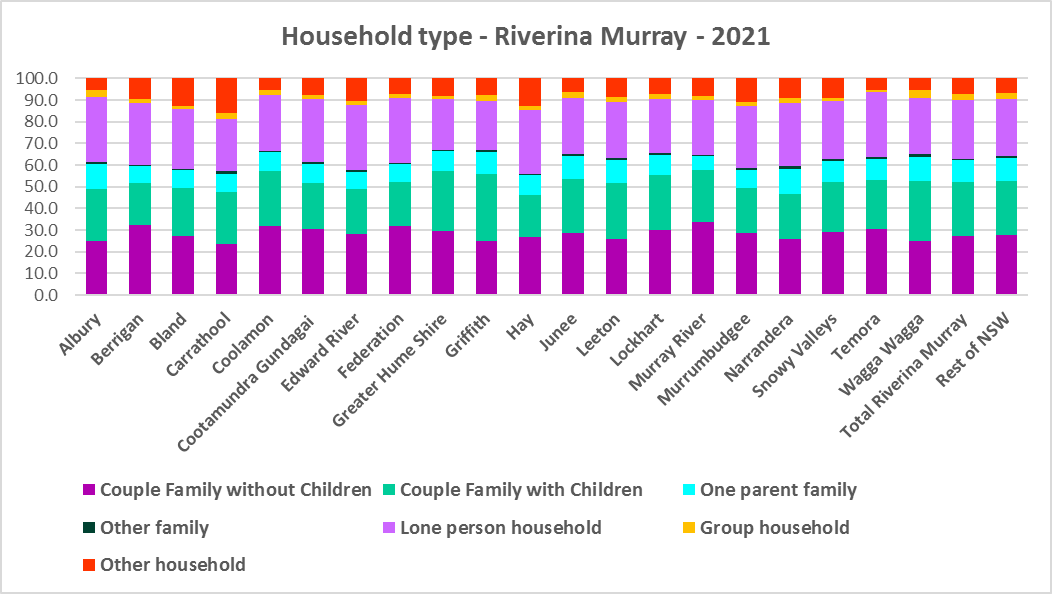 Household type - Riverina Murray - 2021
100.0
90.0
80.0
70.0
60.0
50.0
40.0
30.0
20.0
10.0
0.0
Albury
Berrigan
Bland
Carrathool
Coolamon
Cootamundra Gundagai
Edward River
Federation
Greater Hume Shire
Griffith
Hay
Junee
Leeton
Lockhart
Murray River
Murrumbudgee
Narrandera
Snowy Valleys
Temora
Wagga Wagga
Total Riverina Murray
Rest of NSW
Couple Family without Children
Couple Family with Children
One parent family
Other family
Lone person household
Group household
Other household